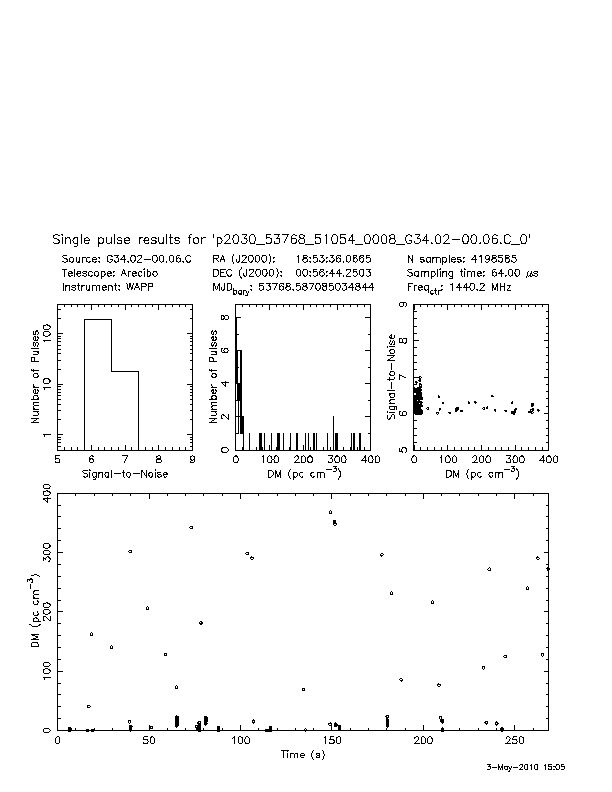 Single pulse results for 'p2030_53768_51054_0008_G34.02-00.06.C_0'
Source: G34.02-00.06.C RA (J2000): 18:53:36.0665 N samples: 4198585
Telescope: Arecibo DEC (J2000): 00:56:44.2503 Sampling time: 64.00 μs
Instrument: WAPP MJDbary: 53768.587085034844 Freqctr: 1440.2 MHz
Number of Pulses
1 10 100
5 6 7 8 9
Signal-to-Noise
Number of Pulses
0 2 4 6 8
0 100 200 300 400
DM (pc cm-3)
Signal-to-Noise
5 6 7 8 9
0 100 200 300 400
DM (pc cm-3)
DM (pc cm-3)
0 100 200 300 400
0 50 100 150 200 250
Time (s)
3-May-2010 15:05